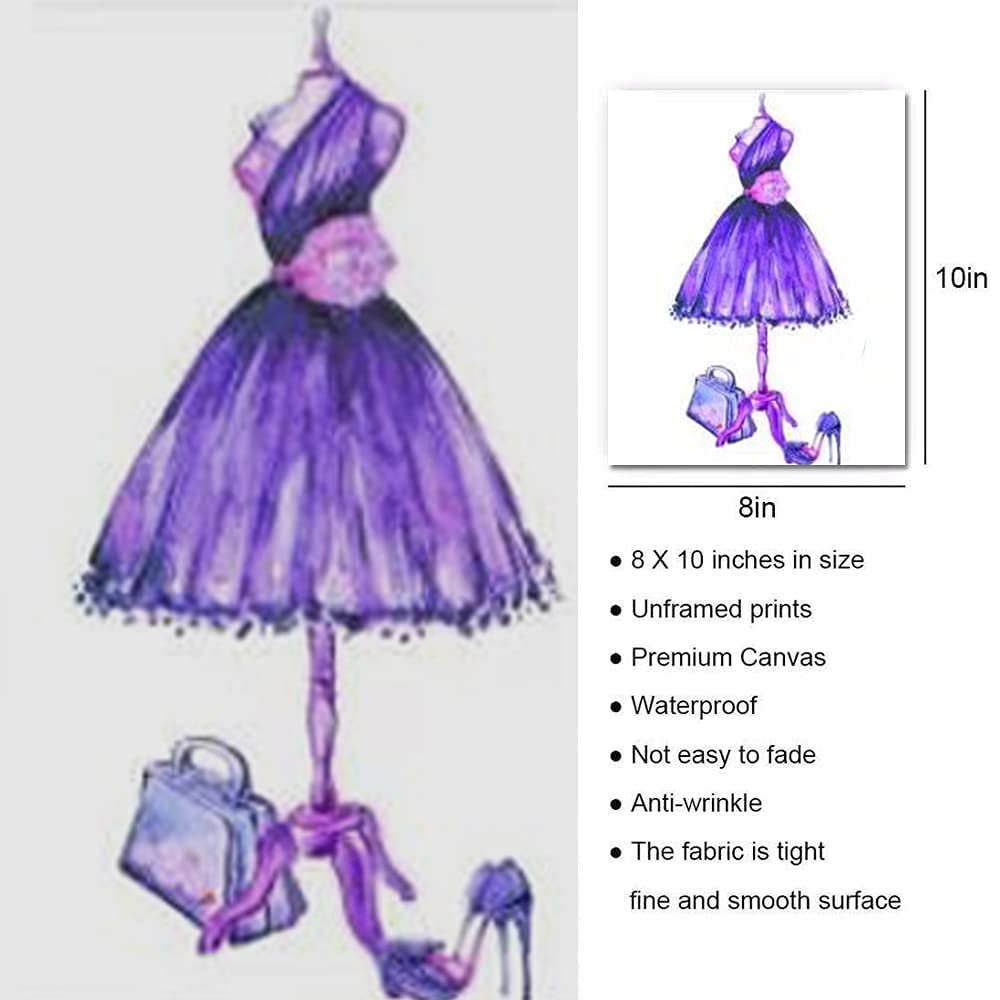 10in
8in
● 8 X 10 inches in size
● Unframed prints
● Premium Canvas
● Waterproof
● Not easy to fade
● Anti-wrinkle
● The fabric is tight
fine and smooth surface